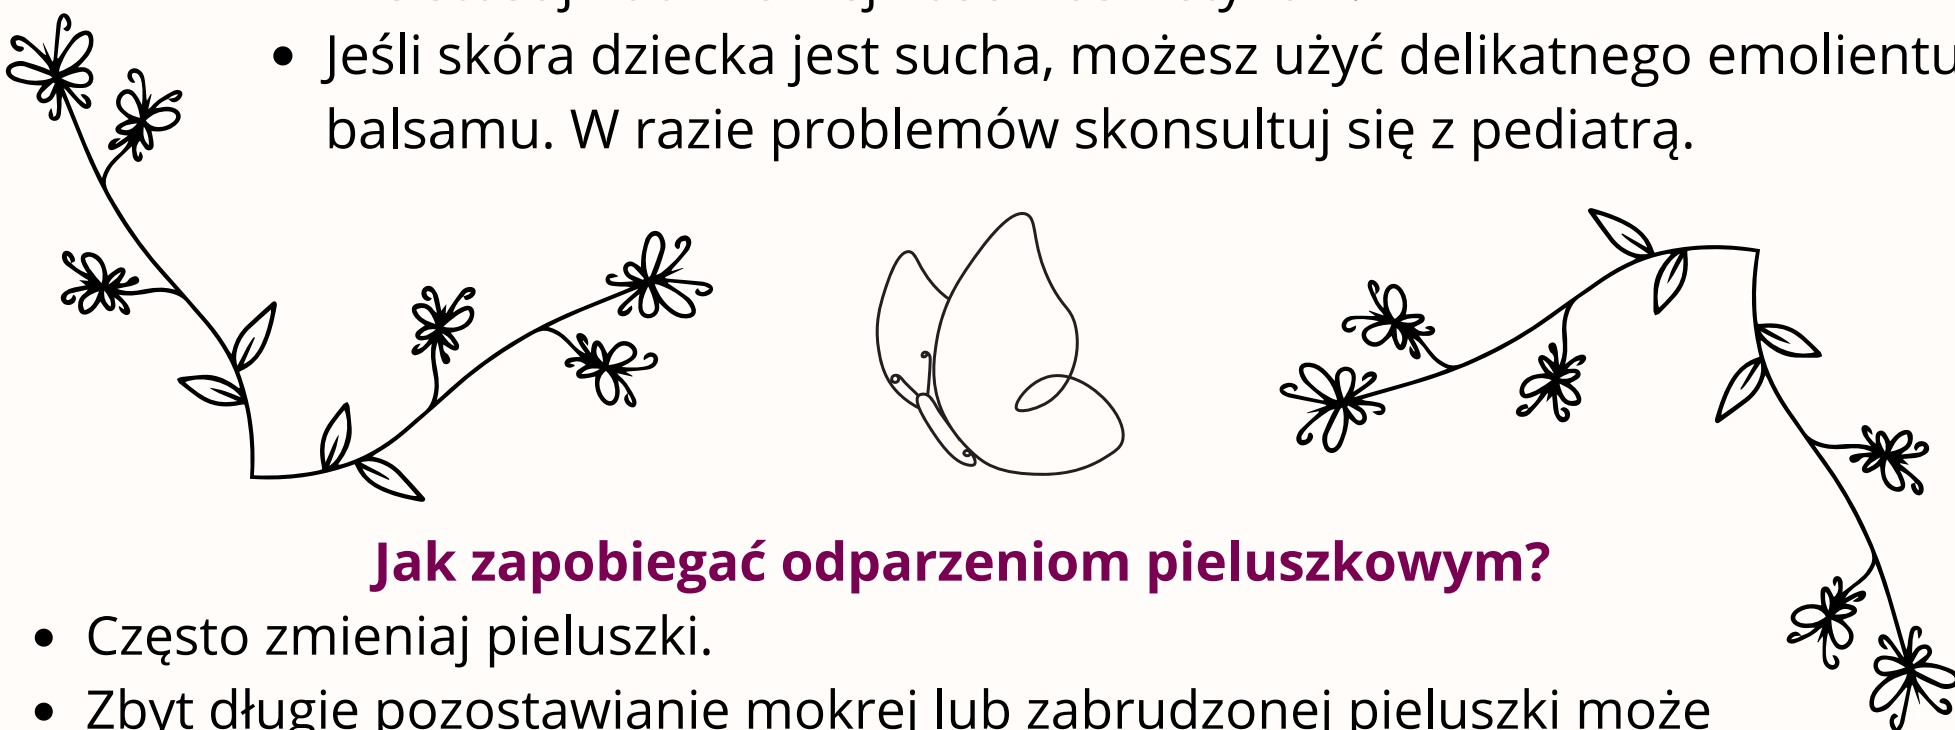 Jeśli skóra dziecka jest sucha, możesz użyć delikatnego emolientu
balsamu. W razie problemów skonsultuj się z pediatrą.
Jak zapobiegać odparzeniom pieluszkowym?
Często zmieniaj pieluszki.
Zbyt długie pozostawianie mokrej lub zabrudzonej pieluszki może